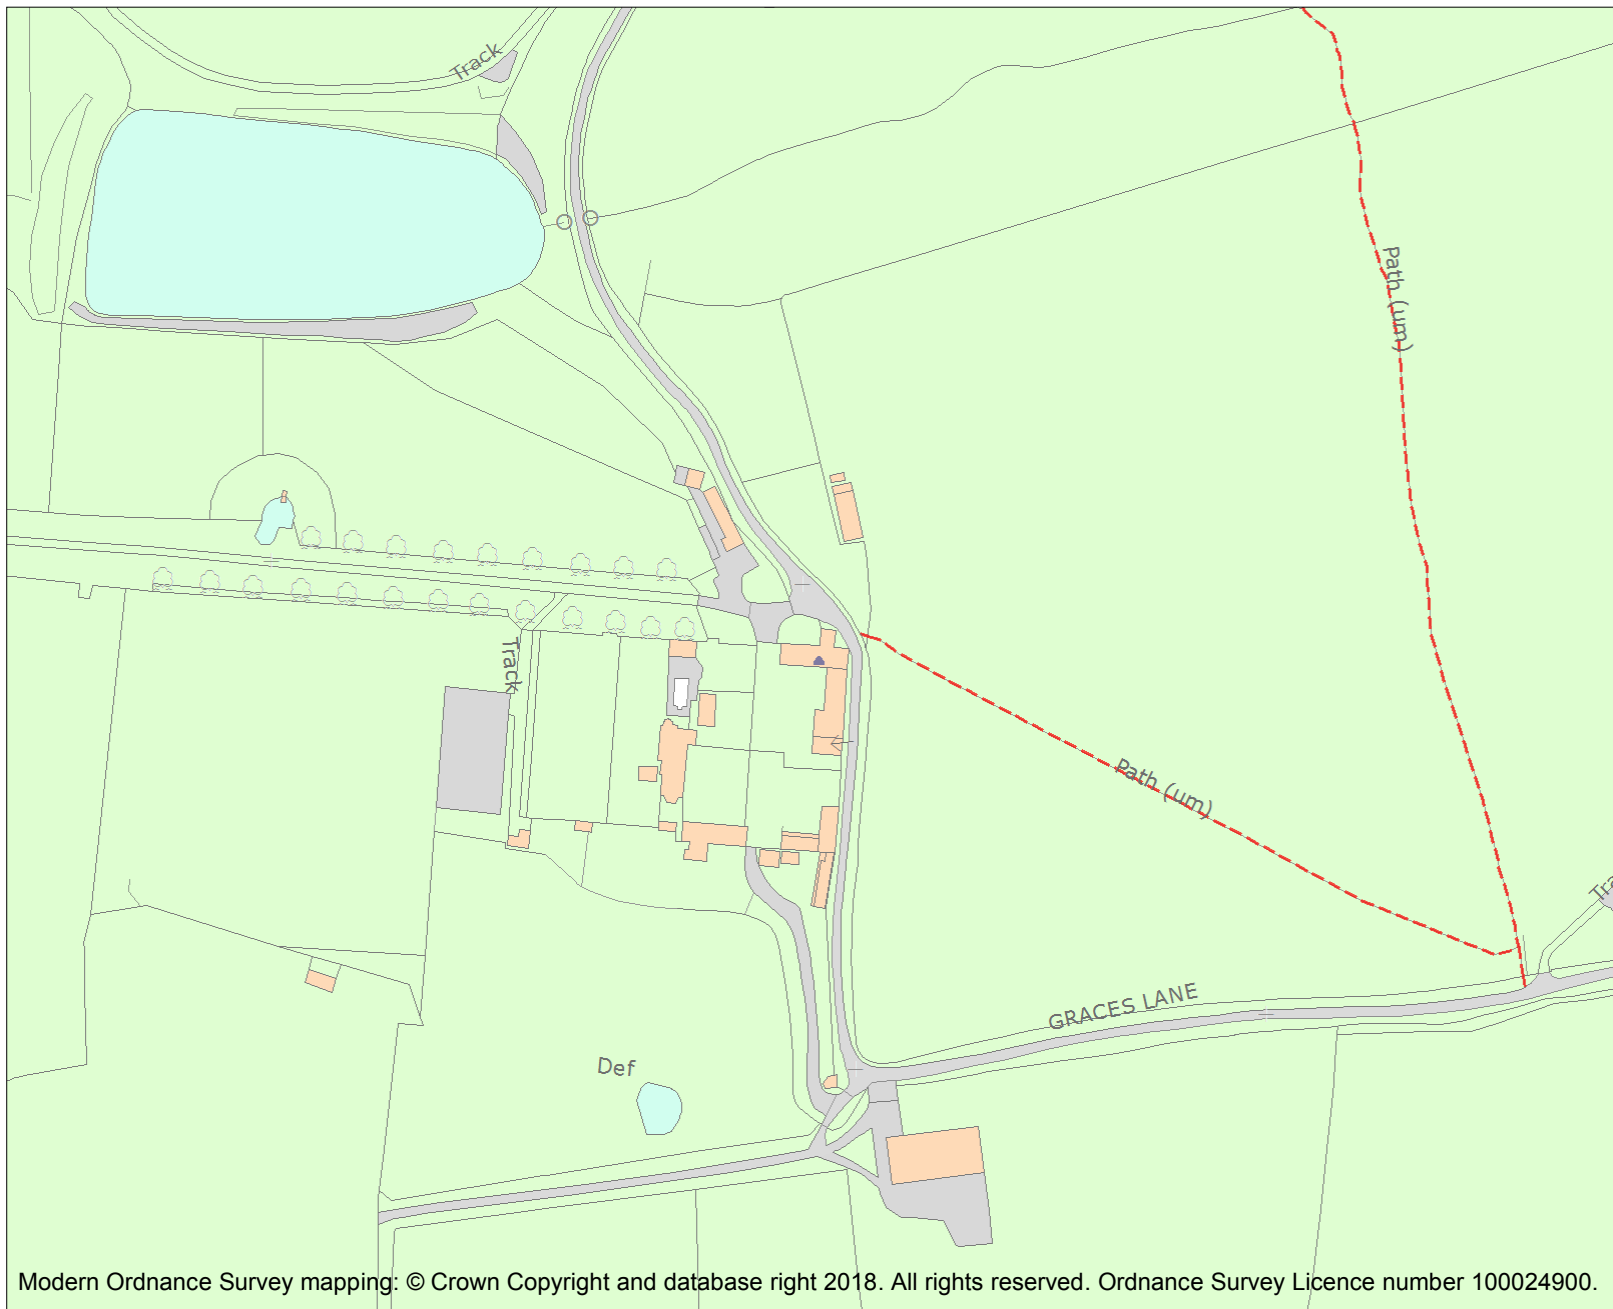 Track
Path (um)
Track
Path (um)
GRACES LANE
Def
Modern Ordnance Survey mapping: © Crown Copyright and database right 2018. All rights reserved. Ordnance Survey Licence number 100024900.